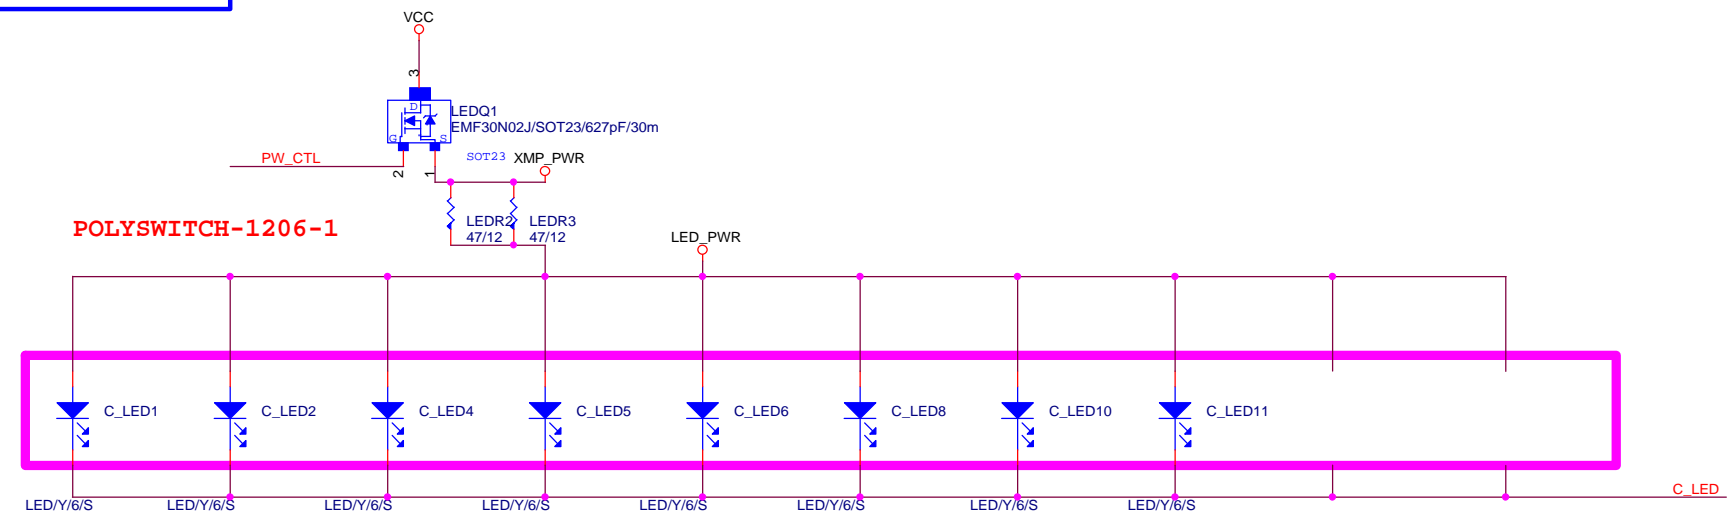 VCC
3
D
LEDQ1
EMF30N02J/SOT23/627pF/30m
G
S
PW_CTL
SOT23
XMP_PWR
2
1
POLYSWITCH-1206-1
LEDR2
47/12
LEDR3
47/12
LED_PWR
C_LED1
C_LED2
C_LED4
C_LED5
C_LED6
C_LED8
C_LED10
C_LED11
C_LED
LED/Y/6/S
LED/Y/6/S
LED/Y/6/S
LED/Y/6/S
LED/Y/6/S
LED/Y/6/S
LED/Y/6/S
LED/Y/6/S